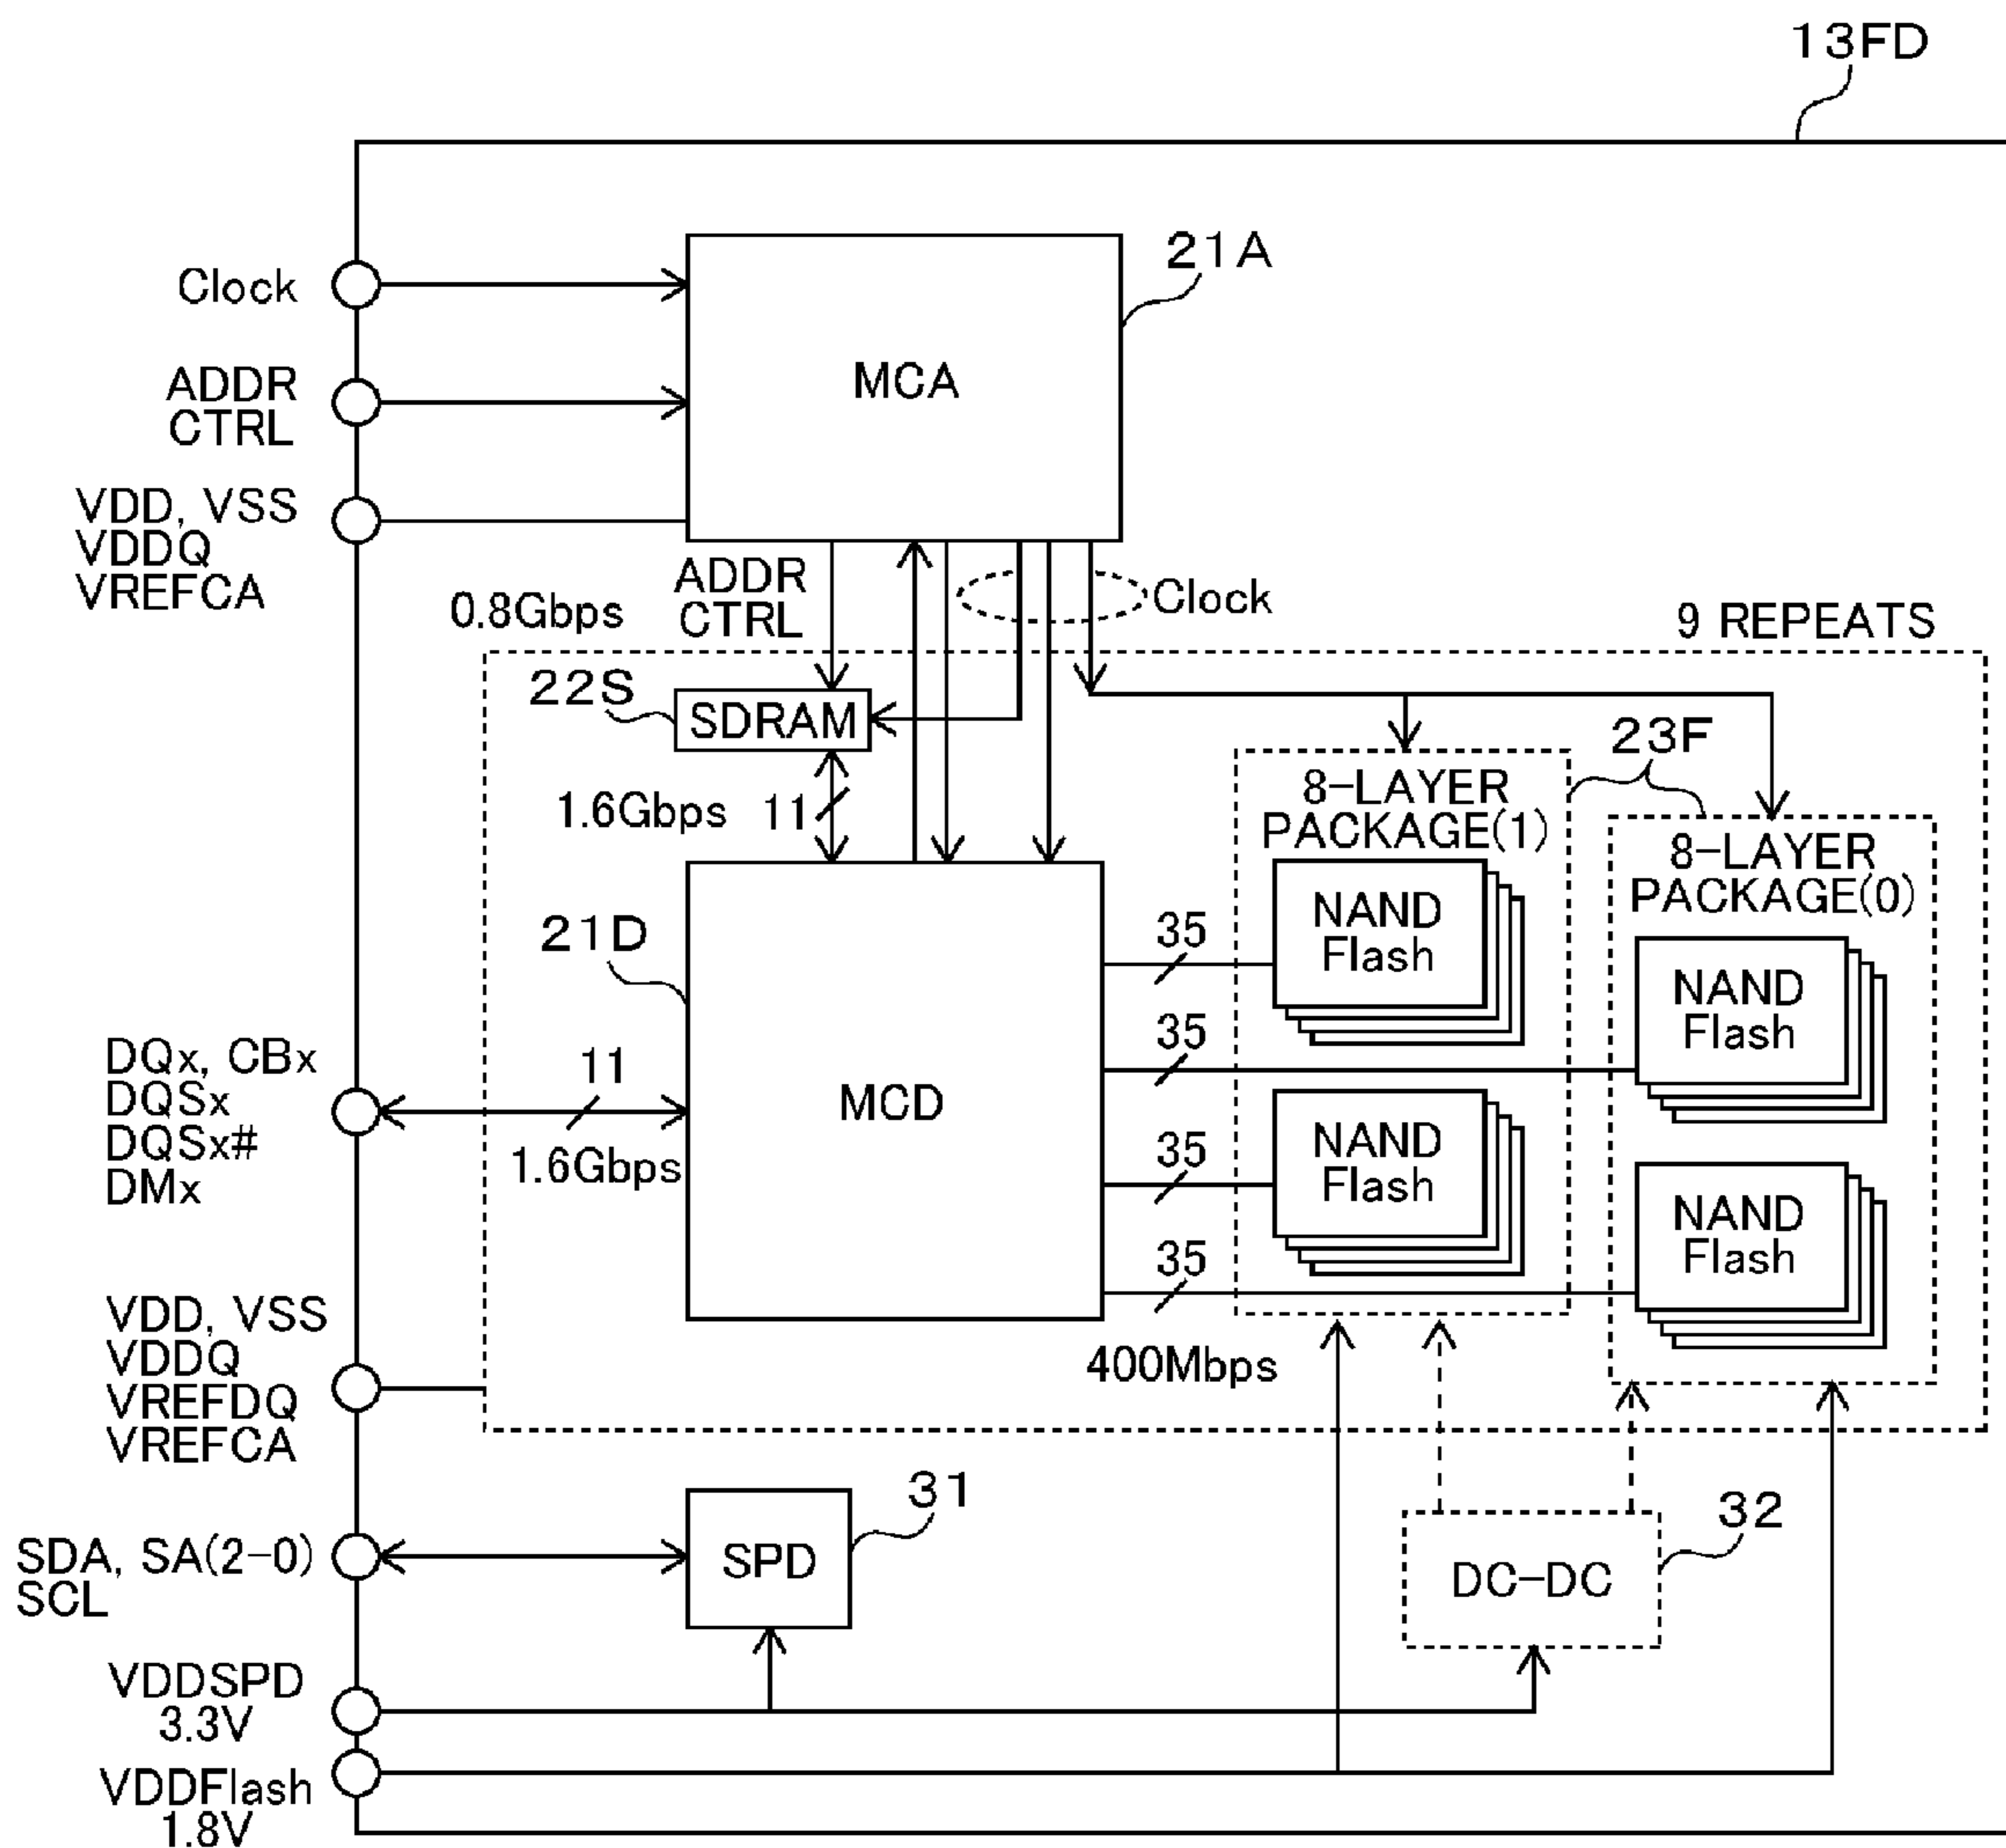 13FD
21A
Clock
MCA
ADDR
CTRL
VDD, VSS
VDDQ
VREFCA
0.8Gbps
ADDR
CTRL
Clock
9 REPEATS
22S
SDRAM
23F
1.6Gbps
11
8-LAYER
PACKAGE(1)
8-LAYER
PACKAGE(0)
21D
35
NAND
Flash
NAND
Flash
35
DQx, CBx
DQSx
DQSx#
DMx
11
1.6Gbps
MCD
35
NAND
Flash
NAND
Flash
35
400Mbps
VDD, VSS
VDDQ
VREFDQ
VREFCA
31
32
SDA, SA(2-0)
SCL
SPD
DC-DC
VDDSPD
3.3V
VDDFlash
1.8V